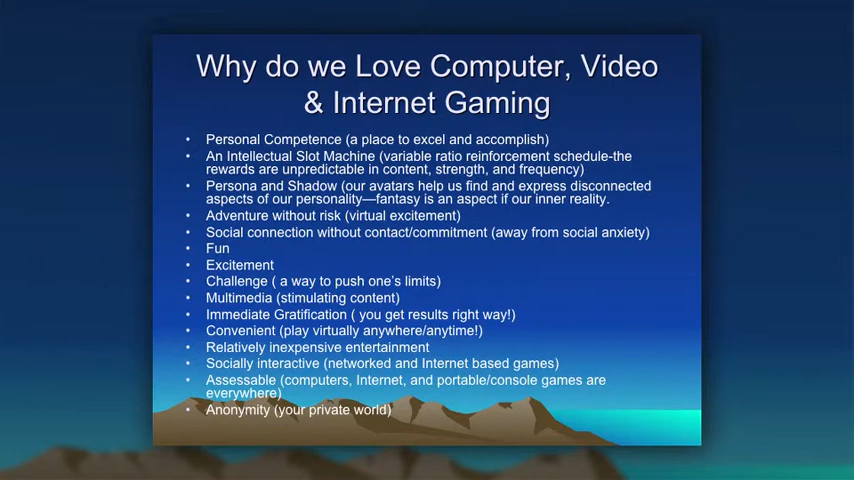 Why do we Love Computer, Video
& Internet Gaming
• Personal Competence (a place to excel and accomplish)
• An Intellectual Slot Machine (variable ratio reinforcement schedule-the
rewards are unpredictable in content, strength, and frequency)
• Persona and Shadow (our avatars help us find and express disconnected
aspects of our personality—fantasy is an aspect if our inner reality.
• Adventure without risk (virtual excitement)
• Social connection without contact/commitment (away from social anxiety)
• Fun
• Excitement
• Challenge ( a way to push one's limits)
• Multimedia (stimulating content)
• Immediate Gratification ( you get results right way!)
• Convenient (play virtually anywhere/anytime!)
• Relatively inexpensive entertainment
• Socially interactive (networked and Internet based games)
• Assessable (computers, Internet, and portable/console games are
everywhere)
• Anonymity (your private world)